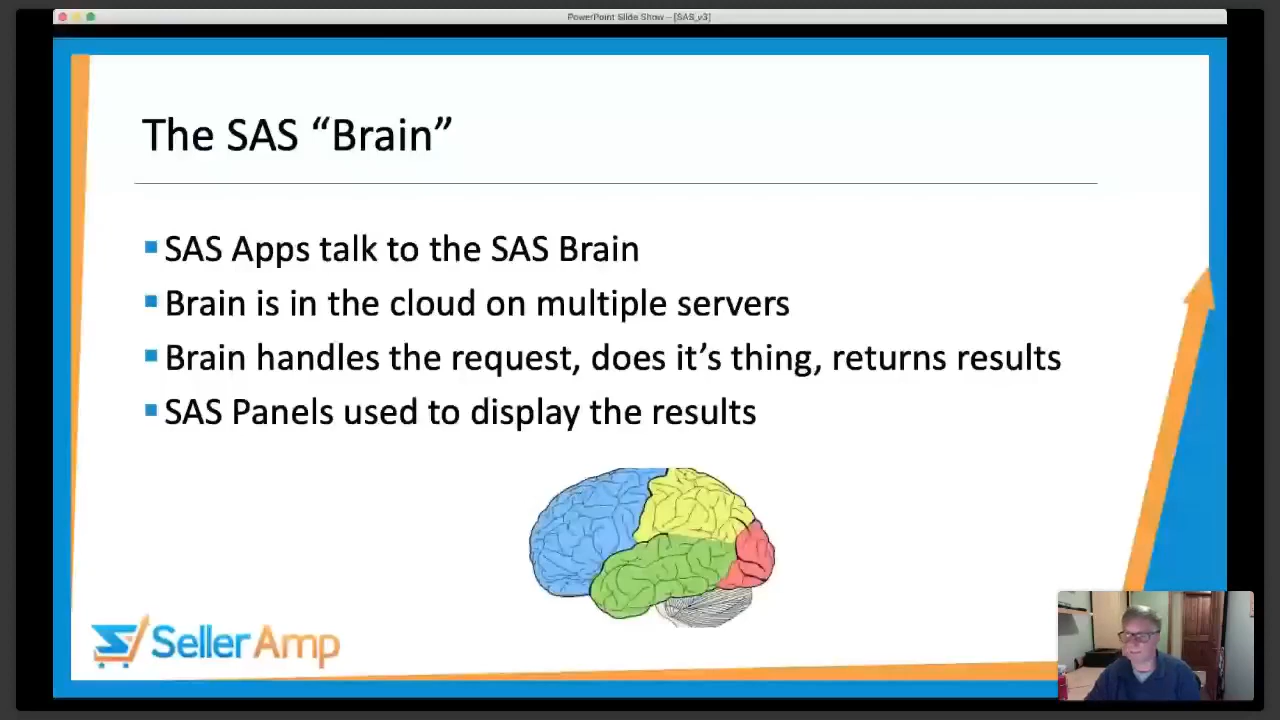 PowerPoint Slide Show - [SAS_v3]
The SAS “Brain”
SAS Apps talk to the SAS Brain
Brain is in the cloud on multiple servers
Brain handles the request, does it’s thing, returns results
SAS Panels used to display the results
SellerAmp